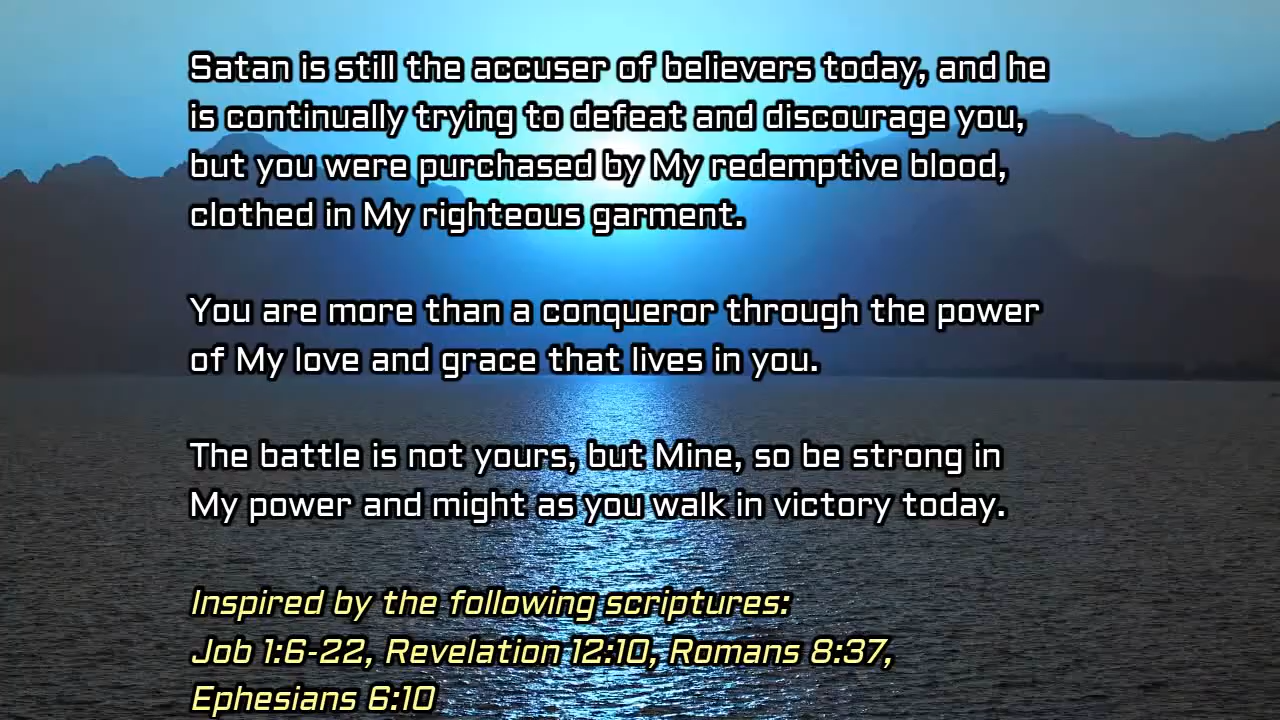 Satan is still the accuser of believers today, and he
is continually trying to defeat and discourage you,
but you were purchased by My redemptive blood,
clothed in My righteous garment.
You are more than a conqueror through the power
of My love and grace that lives in you.
The battle is not yours, but Mine, so be strong in
My power and might as you walk in victory today.
Inspired by the following scriptures:
Job 1:6-22, Revelation 12:10, Romans 8:37,
Ephesians 6:10